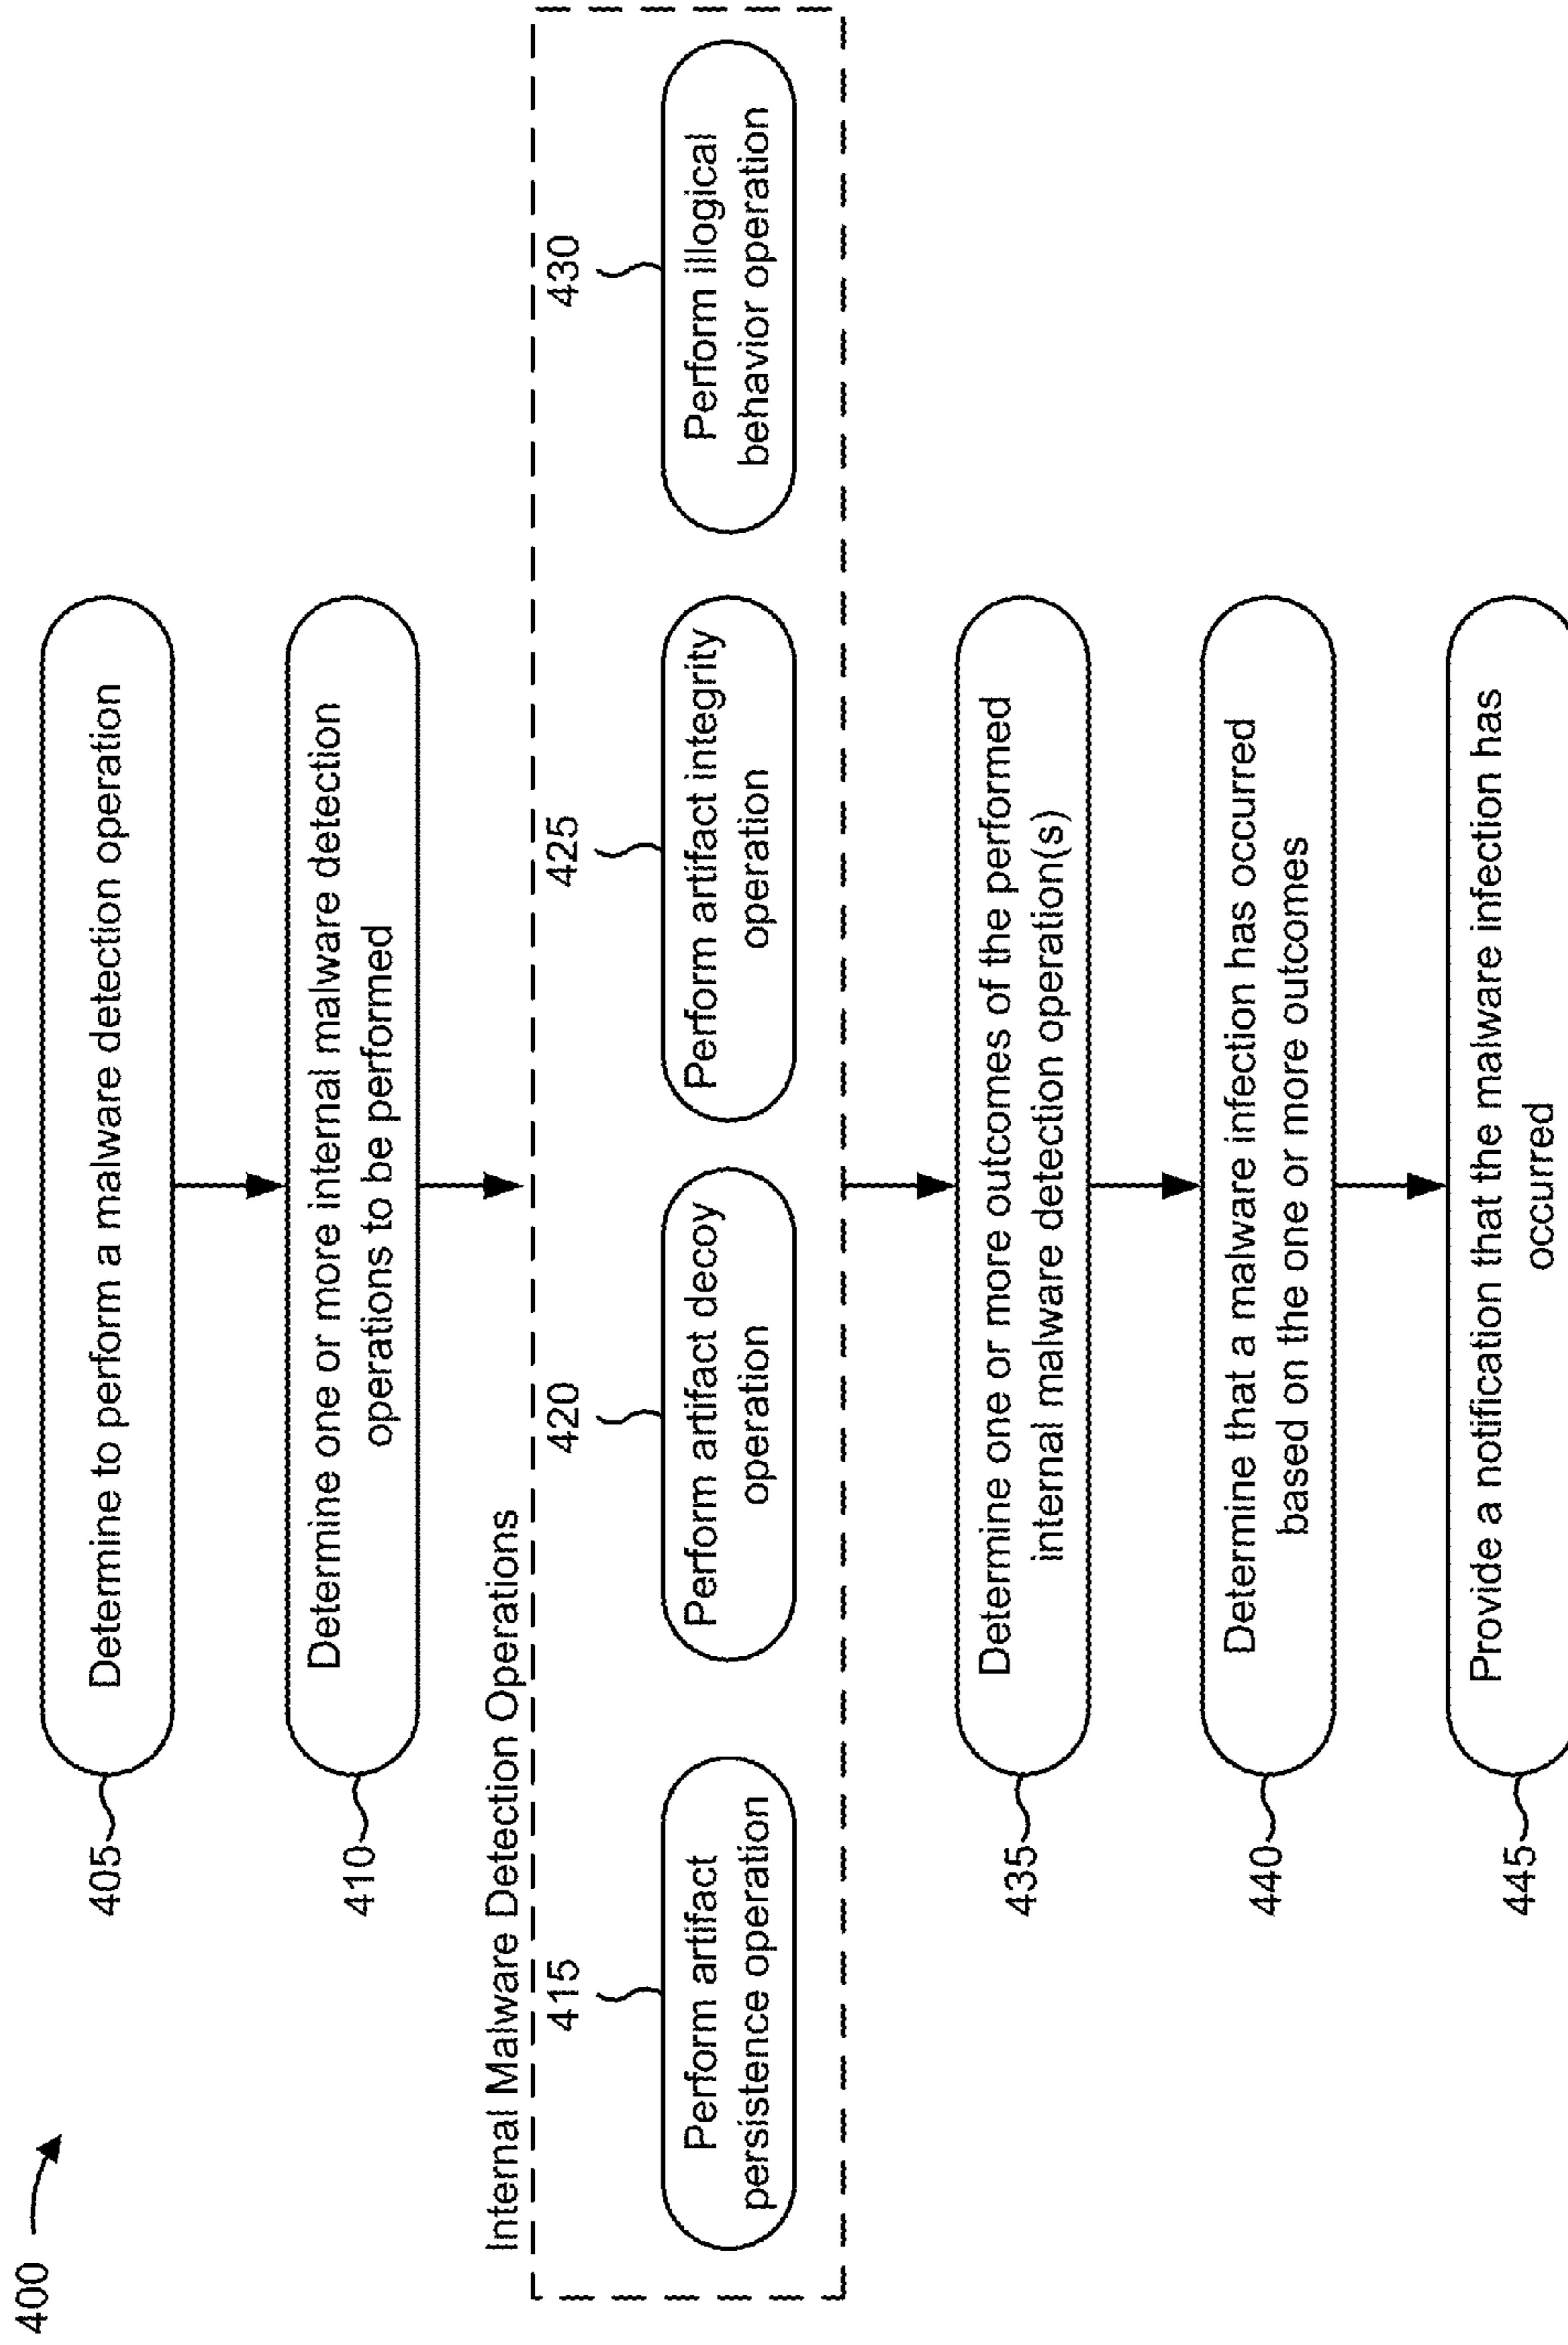 400
405
Determine to perform a malware detection operation
410
Determine one or more internal malware detection
operations to be performed
Internal Malware Detection Operations
415
Perform artifact
persistence operation
420
Perform artifact decoy
operation
425
Perform artifact integrity
operation
430
Perform illogical
behavior operation
435
Determine one or more outcomes of the performed
internal malware detection operation(s)
440
Determine that a malware infection has occurred
based on the one or more outcomes
445
Provide a notification that the malware infection has
occurred